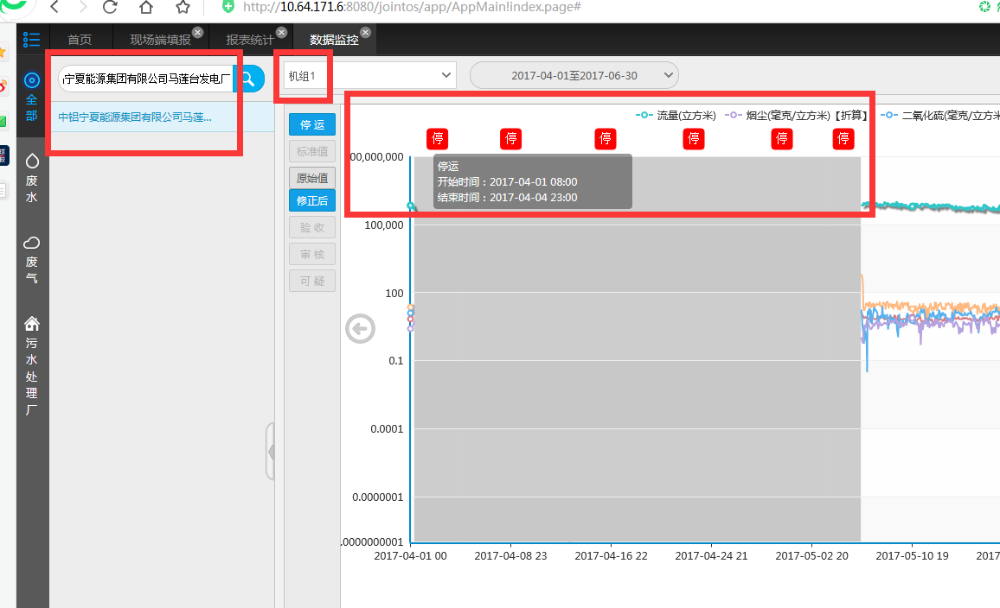 http://10.64.171.6:8080/jointos/app/AppMain!index.page#
首页
现场端填报
报表统计
数据监控
宁夏能源集团有限公司马莲台发电厂
机组1
2017-04-01至2017-06-30
全部
中铝宁夏能源集团有限公司马莲...
废水
废气
污水处理厂
停 运
标准值
原始值
修正后
验 收
审 核
可 疑
流量(立方米)
烟尘(毫克/立方米)【折算】
二氧化硫(毫克/立方米
停
停
停
停
停
停
停运
开始时间：2017-04-01 08:00
结束时间：2017-04-04 23:00
00,000,000
100,000
100
0.1
0.0001
0.0000001
.0000000001
2017-04-01 00
2017-04-08 23
2017-04-16 22
2017-04-24 21
2017-05-02 20
2017-05-10 19
2017-